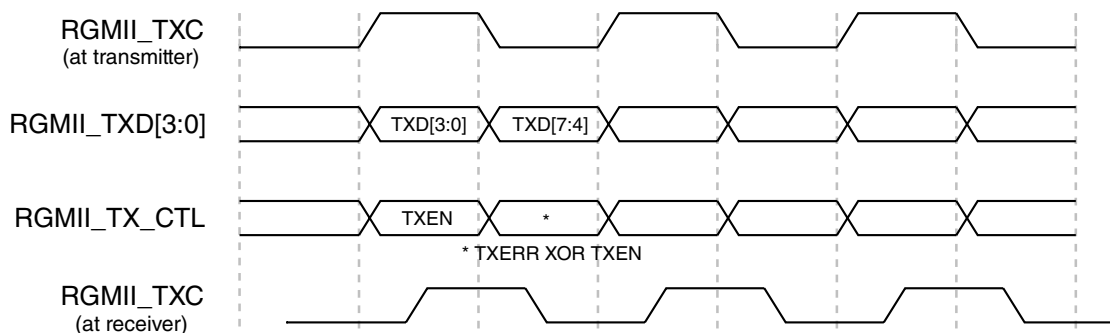 RGMII_TXC
(at transmitter)
RGMII_TXD[3:0]
TXD[3:0]
TXD[7:4]
RGMII_TX_CTL
TXEN
*
* TXERR XOR TXEN
RGMII_TXC
(at receiver)